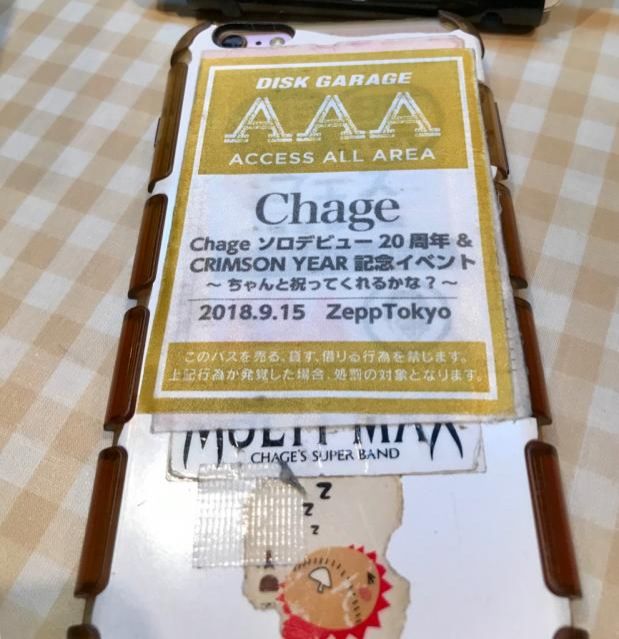 DISK GARAGE
AAA
ACCESS ALL AREA
Chage
Chage ソロデビュー 20 周年 &
CRIMSON YEAR 記念イベント
～ ちゃんと祝ってくれるかな？～
2018.9.15 ZeppTokyo
このパスを売る、貸す、借りる行為を禁じます。
上記行為が発覚した場合、処罰の対象となります。
MULTI MAX
CHAGE'S SUPER BAND
z
z
z